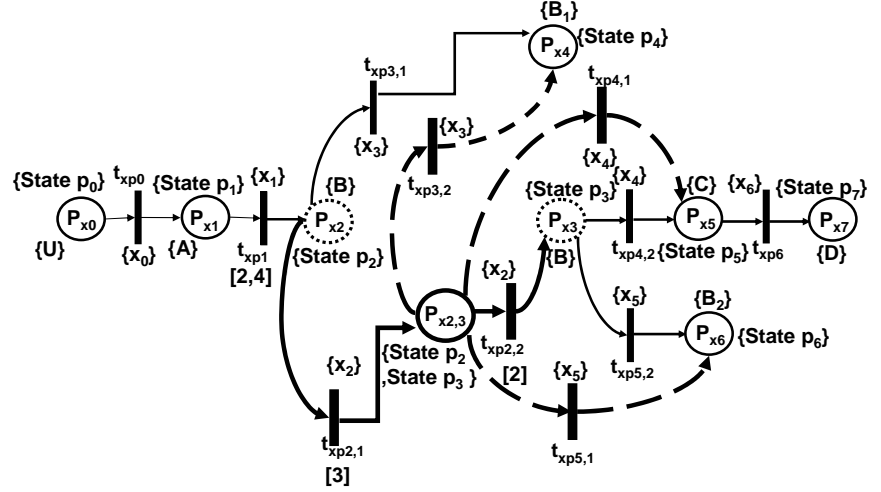 {B1}
Px4
{State p4}
txp3,1
txp4,1
{x3}
{x3}
{x4}
txp3,2
{State p0}
txp0
{State p1}
{x1}
{B}
{State p3}
{x4}
{C}
{x6}
{State p7}
Px0
Px1
Px2
Px3
Px5
Px7
{U}
{x0}
{A}
txp1
{State p2}
{B}
txp4,2
{State p5}
txp6
{D}
[2,4]
{x2}
{x5}
{B2}
Px2,3
Px6
{State p6}
{State p2
,State p3 }
txp2,2
[2]
txp5,2
{x2}
{x5}
txp2,1
txp5,1
[3]